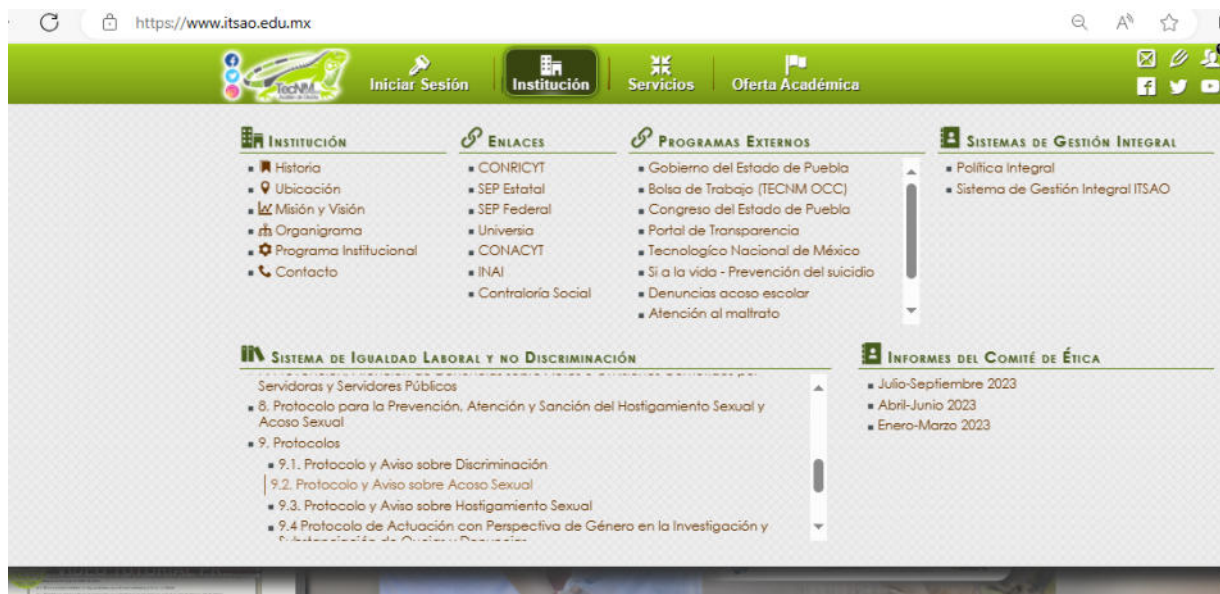 https://www.itsao.edu.mx
TecNM
Iniciar Sesión
Institución
Servicios
Oferta Académica
Institución
Historia
Ubicación
Misión y Visión
Organigrama
Programa Institucional
Contacto
Enlaces
CONRICYT
SEP Estatal
SEP Federal
Universia
CONACYT
INAI
Contraloría Social
Programas Externos
Gobierno del Estado de Puebla
Bolsa de Trabajo (TECNM OCC)
Congreso del Estado de Puebla
Portal de Transparencia
Tecnologíco Nacional de México
Si a la vida - Prevención del suicidio
Denuncias acoso escolar
Atención al maltrato
Sistemas de Gestión Integral
Política Integral
Sistema de Gestión Integral ITSAO
Sistema de Igualdad Laboral y no Discriminación
Servidoras y Servidores Públicos
8. Protocolo para la Prevención, Atención y Sanción del Hostigamiento Sexual y
Acoso Sexual
9. Protocolos
9.1. Protocolo y Aviso sobre Discriminación
9.2. Protocolo y Aviso sobre Acoso Sexual
9.3. Protocolo y Aviso sobre Hostigamiento Sexual
9.4 Protocolo de Actuación con Perspectiva de Género en la Investigación y
Informes del Comité de Ética
Julio-Septiembre 2023
Abril-Junio 2023
Enero-Marzo 2023